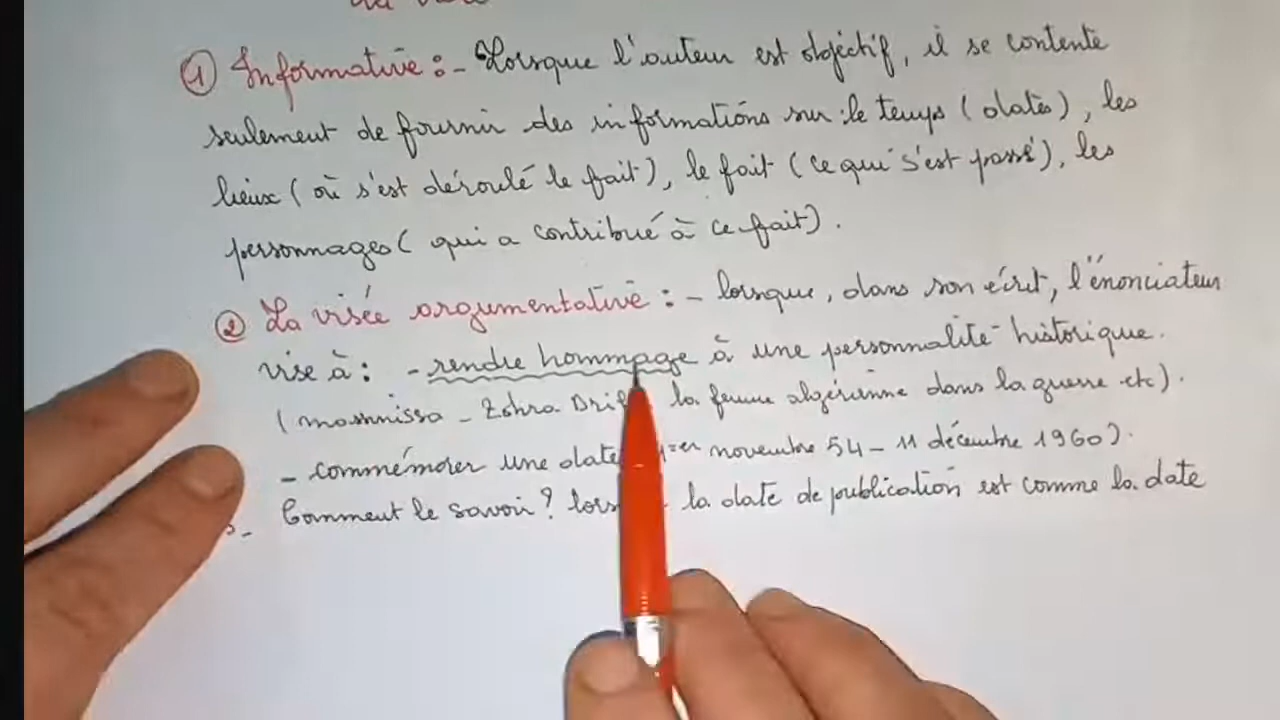 ① Informative : - Lorsque l'auteur est objéctif, il se contente
seulement de fournir des informations sur le temps ( dates ), les
lieux ( où s'est déroulé le fait ), le fait ( ce qui s'est passé ), les
personnages ( qui a contribué à ce fait ) .
② La visée argumentative : - lorsque, dans son écrit, l'énonciateur
vise à : - rendre hommage à une personnalité historique .
( massnissa - Zohra Drif la femme algérienne dans la guerre etc ) .
- commémorer une date novembre 54 - 11 décembre 1960 ) .
Comment le savoir ? la date de publication est comme la date